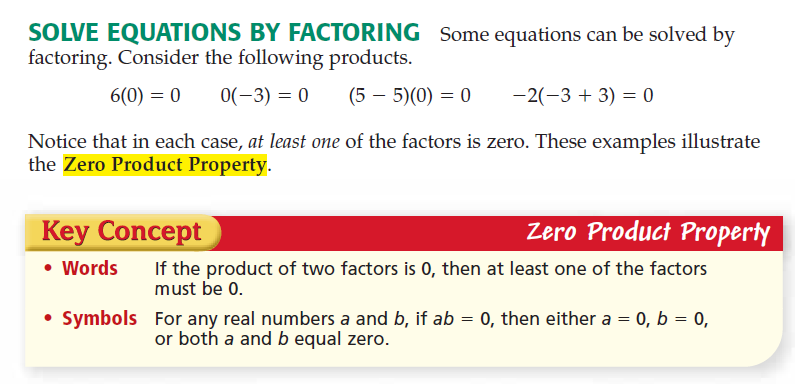 SOLVE EQUATIONS BY FACTORING Some equations can be solved by
factoring. Consider the following products.
6(0) = 0 0(−3) = 0 (5 − 5)(0) = 0 −2(−3 + 3) = 0
Notice that in each case, at least one of the factors is zero. These examples illustrate
the Zero Product Property.
Key Concept Zero Product Property
• Words If the product of two factors is 0, then at least one of the factors
must be 0.
• Symbols For any real numbers a and b, if ab = 0, then either a = 0, b = 0,
or both a and b equal zero.